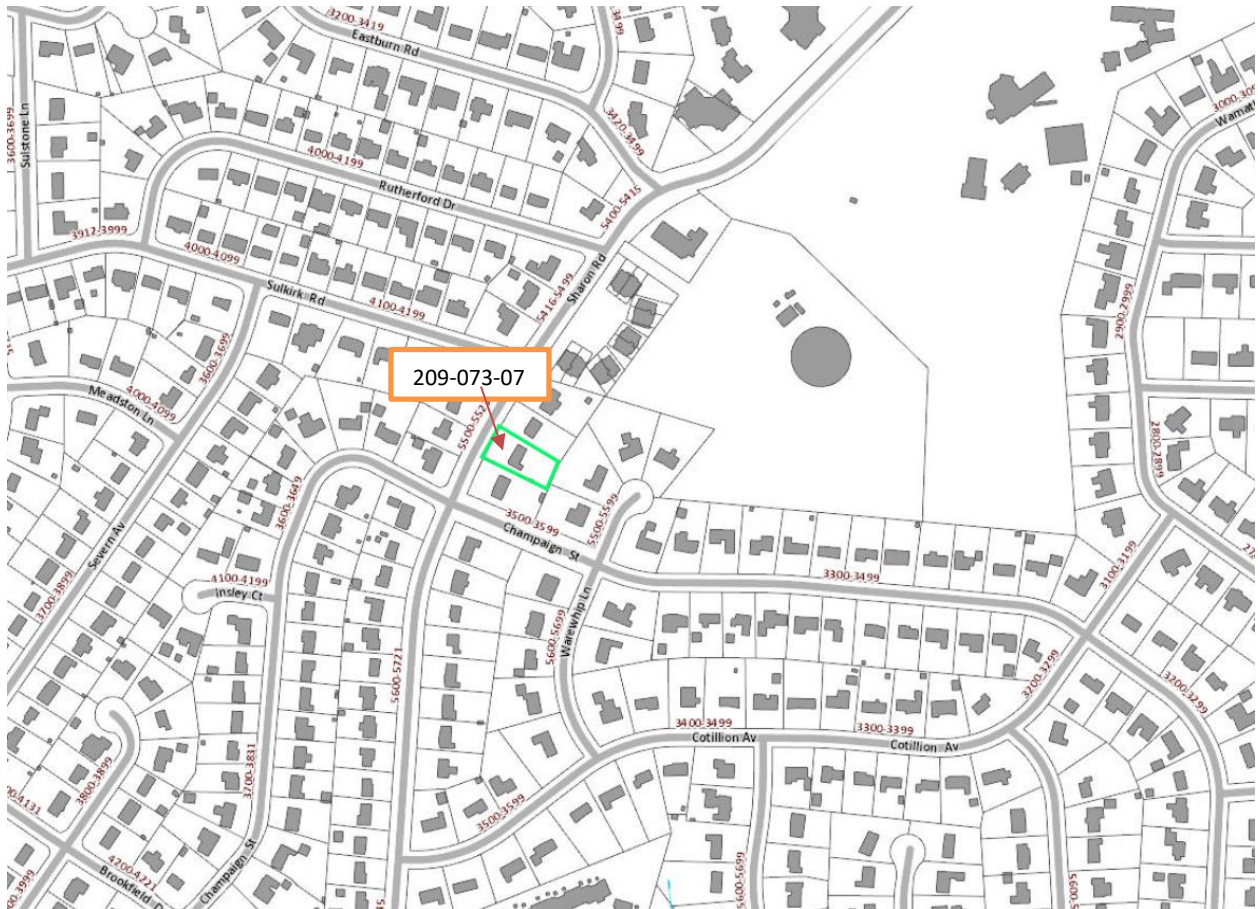 3200-3419
Eastburn Rd
3420-3499
3600-3699
Sulstone Ln
4000-4199
Rutherford Dr
5400-5415
3000-309
Wamat
3912-3999
4000-4099
Sulkirk Rd
4100-4199
Sharon Rd
5416-5499
2900-2999
3600-3699
209-073-07
4000-4099
Meadston Ln
5500-552
2800-2899
3600-3649
3500-3599
Champaign St
5500-5599
Severn Av
3700-3899
4100-4199
Insley Ct
3300-3499
3100-3199
Warewhip Ln
5600-5699
5600-5721
3200-3299
3200-3299
3400-3499
Cotillion Av
3300-3399
Cotillion Av
3700-3831
3800-3899
3500-3599
4200-4221
Brookfield D
Champaign St
5600-5699